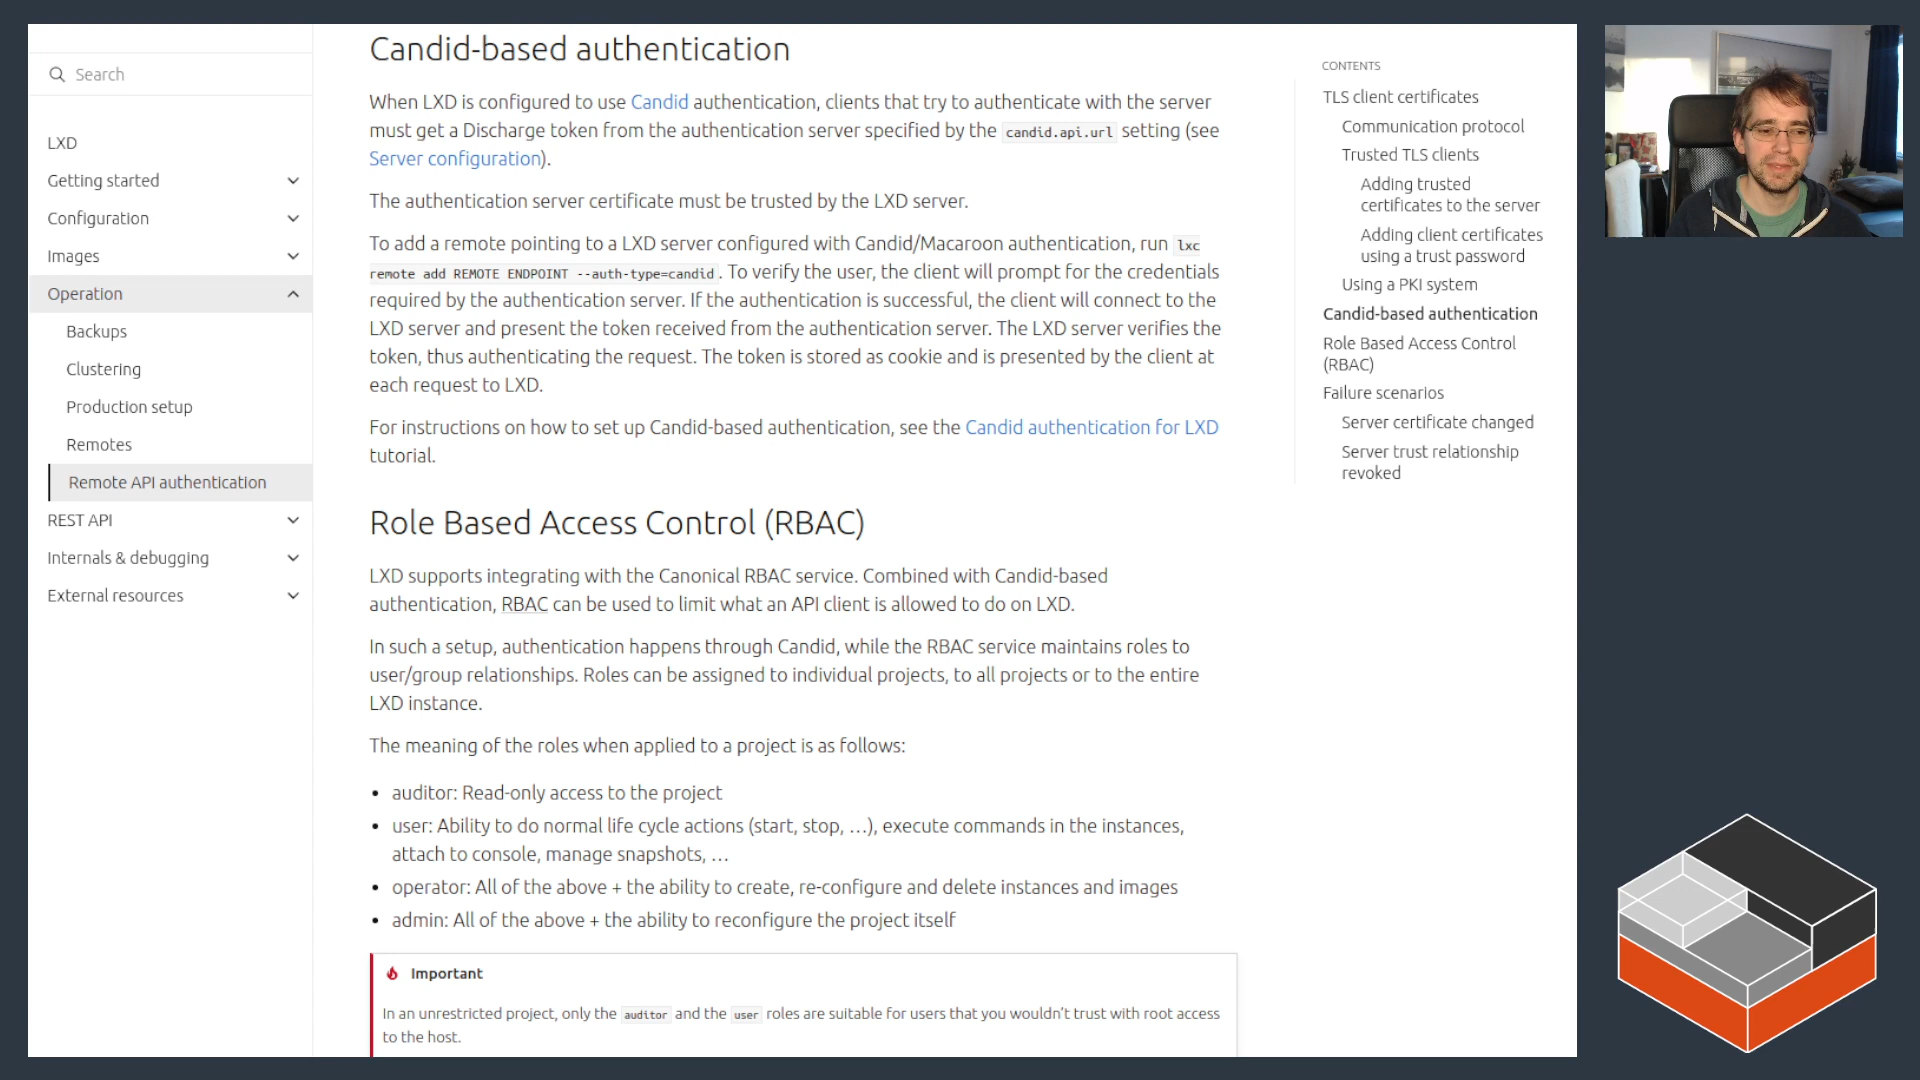 Search
LXD
Getting started
Configuration
Images
Operation
Backups
Clustering
Production setup
Remotes
Remote API authentication
REST API
Internals & debugging
External resources
Candid-based authentication
When LXD is configured to use Candid authentication, clients that try to authenticate with the server
must get a Discharge token from the authentication server specified by the candid.api.url setting (see
Server configuration).
The authentication server certificate must be trusted by the LXD server.
To add a remote pointing to a LXD server configured with Candid/Macaroon authentication, run lxc
remote add REMOTE ENDPOINT --auth-type=candid. To verify the user, the client will prompt for the credentials
required by the authentication server. If the authentication is successful, the client will connect to the
LXD server and present the token received from the authentication server. The LXD server verifies the
token, thus authenticating the request. The token is stored as cookie and is presented by the client at
each request to LXD.
For instructions on how to set up Candid-based authentication, see the Candid authentication for LXD
tutorial.
Role Based Access Control (RBAC)
LXD supports integrating with the Canonical RBAC service. Combined with Candid-based
authentication, RBAC can be used to limit what an API client is allowed to do on LXD.
In such a setup, authentication happens through Candid, while the RBAC service maintains roles to
user/group relationships. Roles can be assigned to individual projects, to all projects or to the entire
LXD instance.
The meaning of the roles when applied to a project is as follows:
• auditor: Read-only access to the project
• user: Ability to do normal life cycle actions (start, stop, …), execute commands in the instances,
attach to console, manage snapshots, …
• operator: All of the above + the ability to create, re-configure and delete instances and images
• admin: All of the above + the ability to reconfigure the project itself
Important
In an unrestricted project, only the auditor and the user roles are suitable for users that you wouldn't trust with root access
to the host.
CONTENTS
TLS client certificates
Communication protocol
Trusted TLS clients
Adding trusted
certificates to the server
Adding client certificates
using a trust password
Using a PKI system
Candid-based authentication
Role Based Access Control
(RBAC)
Failure scenarios
Server certificate changed
Server trust relationship
revoked